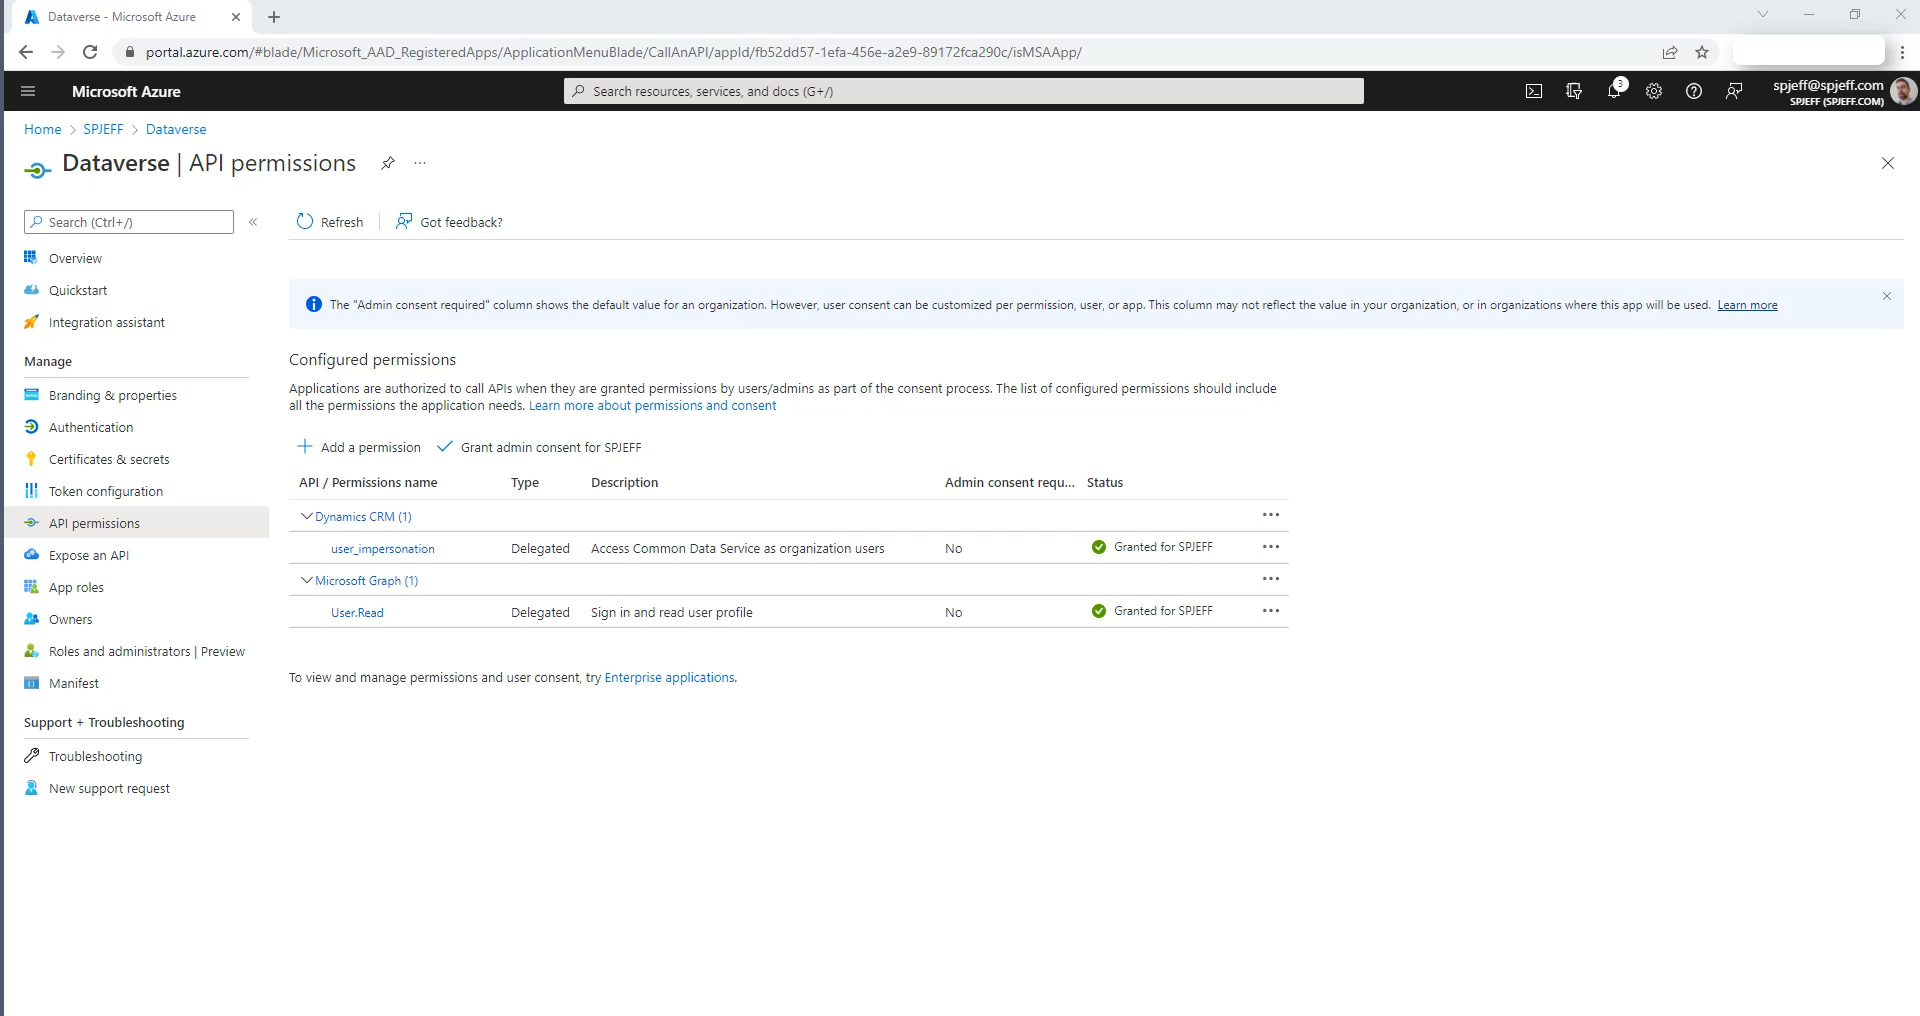 Dataverse - Microsoft Azure
portal.azure.com/#blade/Microsoft_AAD_RegisteredApps/ApplicationMenuBlade/CallAnAPI/appId/fb52dd57-1efa-456e-a2e9-89172fca290c/isMSAApp/
Microsoft Azure
Search resources, services, and docs (G+/)
3
spjeff@spjeff.com
SPJEFF (SPJEFF.COM)
Home > SPJEFF > Dataverse
Dataverse | API permissions
Search (Ctrl+/)
Refresh
Got feedback?
Overview
Quickstart
Integration assistant
Manage
Branding & properties
Authentication
Certificates & secrets
Token configuration
API permissions
Expose an API
App roles
Owners
Roles and administrators | Preview
Manifest
Support + Troubleshooting
Troubleshooting
New support request
The "Admin consent required" column shows the default value for an organization. However, user consent can be customized per permission, user, or app. This column may not reflect the value in your organization, or in organizations where this app will be used. Learn more
Configured permissions
Applications are authorized to call APIs when they are granted permissions by users/admins as part of the consent process. The list of configured permissions should include
all the permissions the application needs. Learn more about permissions and consent
Add a permission
Grant admin consent for SPJEFF
API / Permissions name Type Description Admin consent requ... Status
Dynamics CRM (1)
user_impersonation Delegated Access Common Data Service as organization users No Granted for SPJEFF
Microsoft Graph (1)
User.Read Delegated Sign in and read user profile No Granted for SPJEFF
To view and manage permissions and user consent, try Enterprise applications.